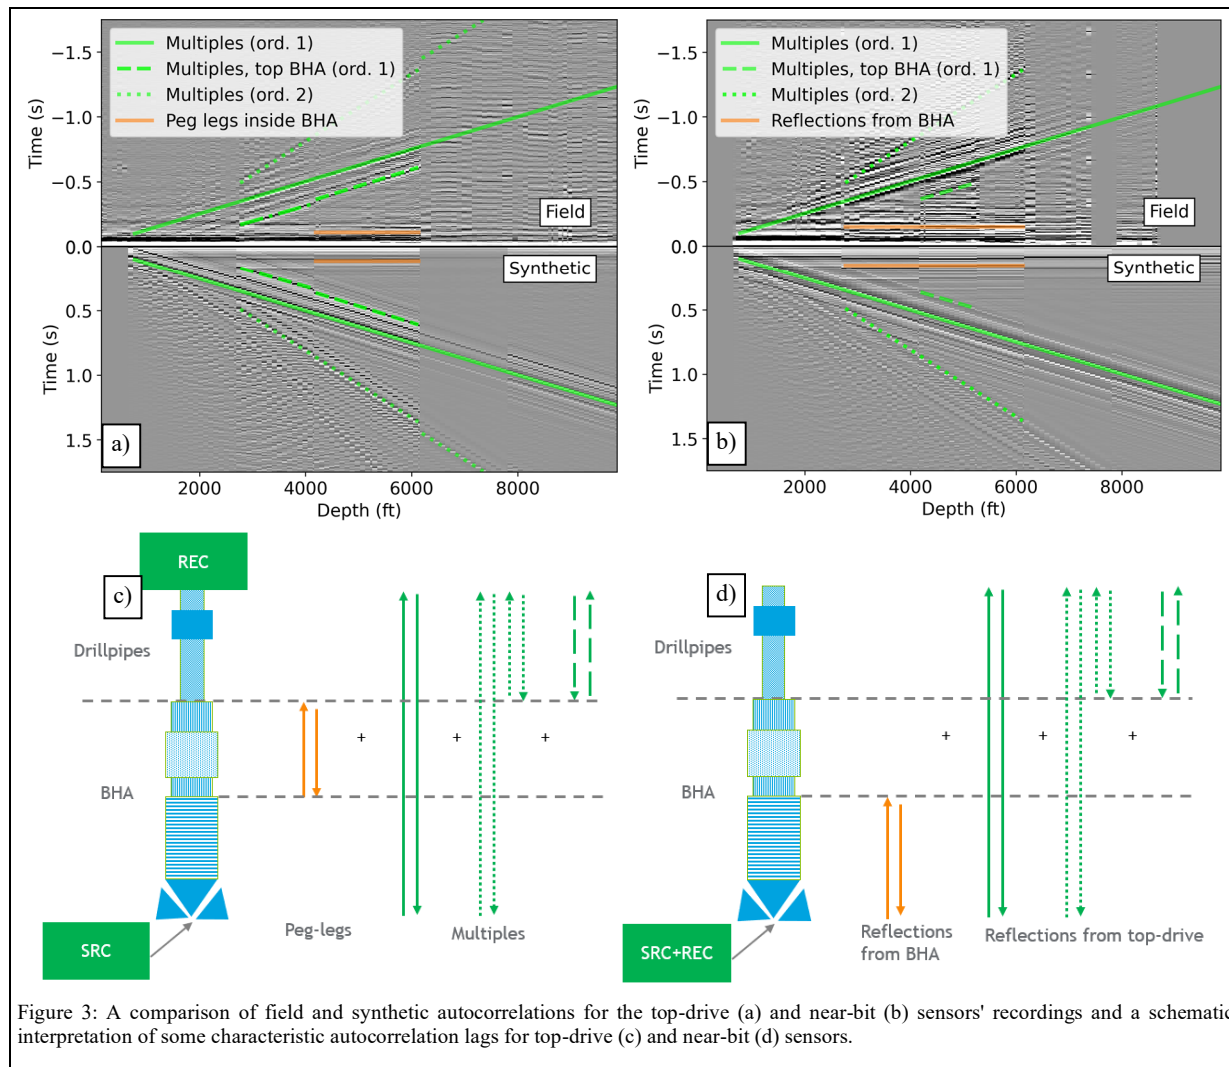 Multiples (ord. 1)
Multiples, top BHA (ord. 1)
Multiples (ord. 2)
Peg legs inside BHA
Field
Synthetic
a)
−1.5
−1.0
−0.5
0.0
0.5
1.0
1.5
Time (s)
Time (s)
2000
4000
6000
8000
Depth (ft)
Multiples (ord. 1)
Multiples, top BHA (ord. 1)
Multiples (ord. 2)
Reflections from BHA
Field
Synthetic
b)
−1.5
−1.0
−0.5
0.0
0.5
1.0
1.5
Time (s)
Time (s)
2000
4000
6000
8000
Depth (ft)
REC
c)
Drillpipes
BHA
+
+
+
SRC
Peg-legs
Multiples
d)
Drillpipes
BHA
+
+
+
SRC+REC
Reflections
from BHA
Reflections from top-drive
Figure 3: A comparison of field and synthetic autocorrelations for the top-drive (a) and near-bit (b) sensors' recordings and a schematic
interpretation of some characteristic autocorrelation lags for top-drive (c) and near-bit (d) sensors.